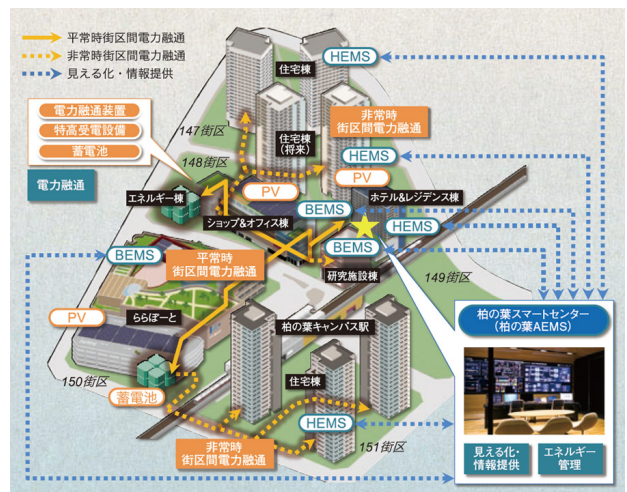 平常時街区間電力融通
非常時街区間電力融通
見える化・情報提供
HEMS
住宅棟
電力融通装置
特高受電設備
蓄電池
電力融通
147街区
148街区
住宅棟
（将来）
非常時
街区間電力融通
HEMS
PV
PV
エネルギー棟
ショップ&オフィス棟
BEMS
ホテル&レジデンス棟
HEMS
BEMS
BEMS
平常時
街区間電力融通
研究施設棟
149街区
PV
ららぽーと
柏の葉キャンパス駅
柏の葉スマートセンター
（柏の葉AEMS）
150街区
蓄電池
住宅棟
HEMS
非常時
街区間電力融通
151街区
見える化・
情報提供
エネルギー
管理